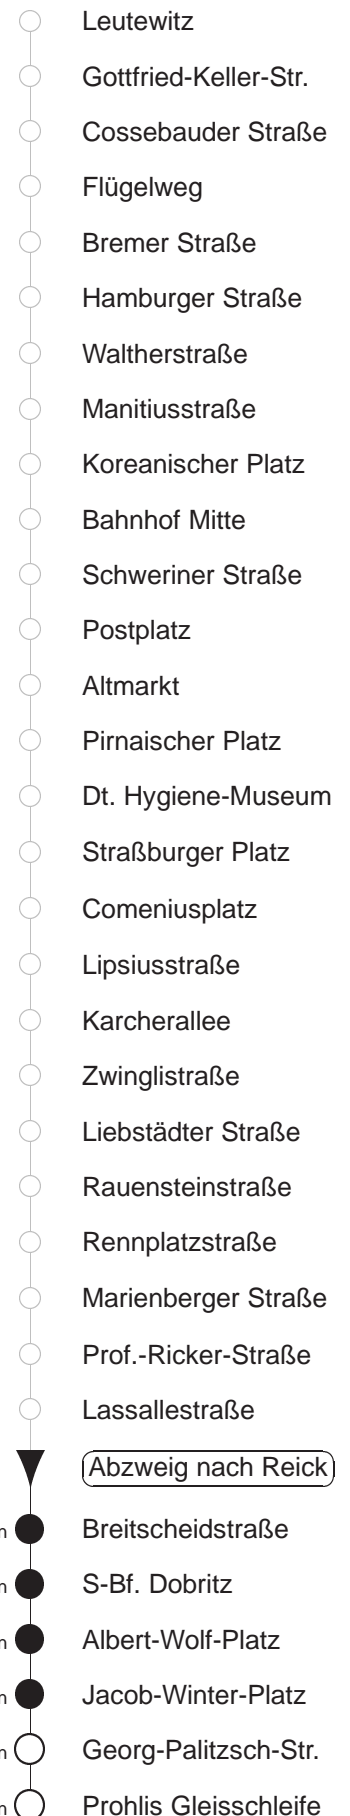 Leutewitz
Gottfried-Keller-Str.
Cossebauder Straße
Flügelweg
Bremer Straße
Hamburger Straße
Waltherstraße
Manitiusstraße
Koreanischer Platz
Bahnhof Mitte
Schweriner Straße
Postplatz
Altmarkt
Pirnaischer Platz
Dt. Hygiene-Museum
Straßburger Platz
Comeniusplatz
Lipsiusstraße
Karcherallee
Zwinglistraße
Liebstädter Straße
Rauensteinstraße
Rennplatzstraße
Marienberger Straße
Prof.-Ricker-Straße
Lassallestraße
Abzweig nach Reick
Breitscheidstraße
S-Bf. Dobritz
Albert-Wolf-Platz
Jacob-Winter-Platz
Georg-Palitzsch-Str.
Prohlis Gleisschleife